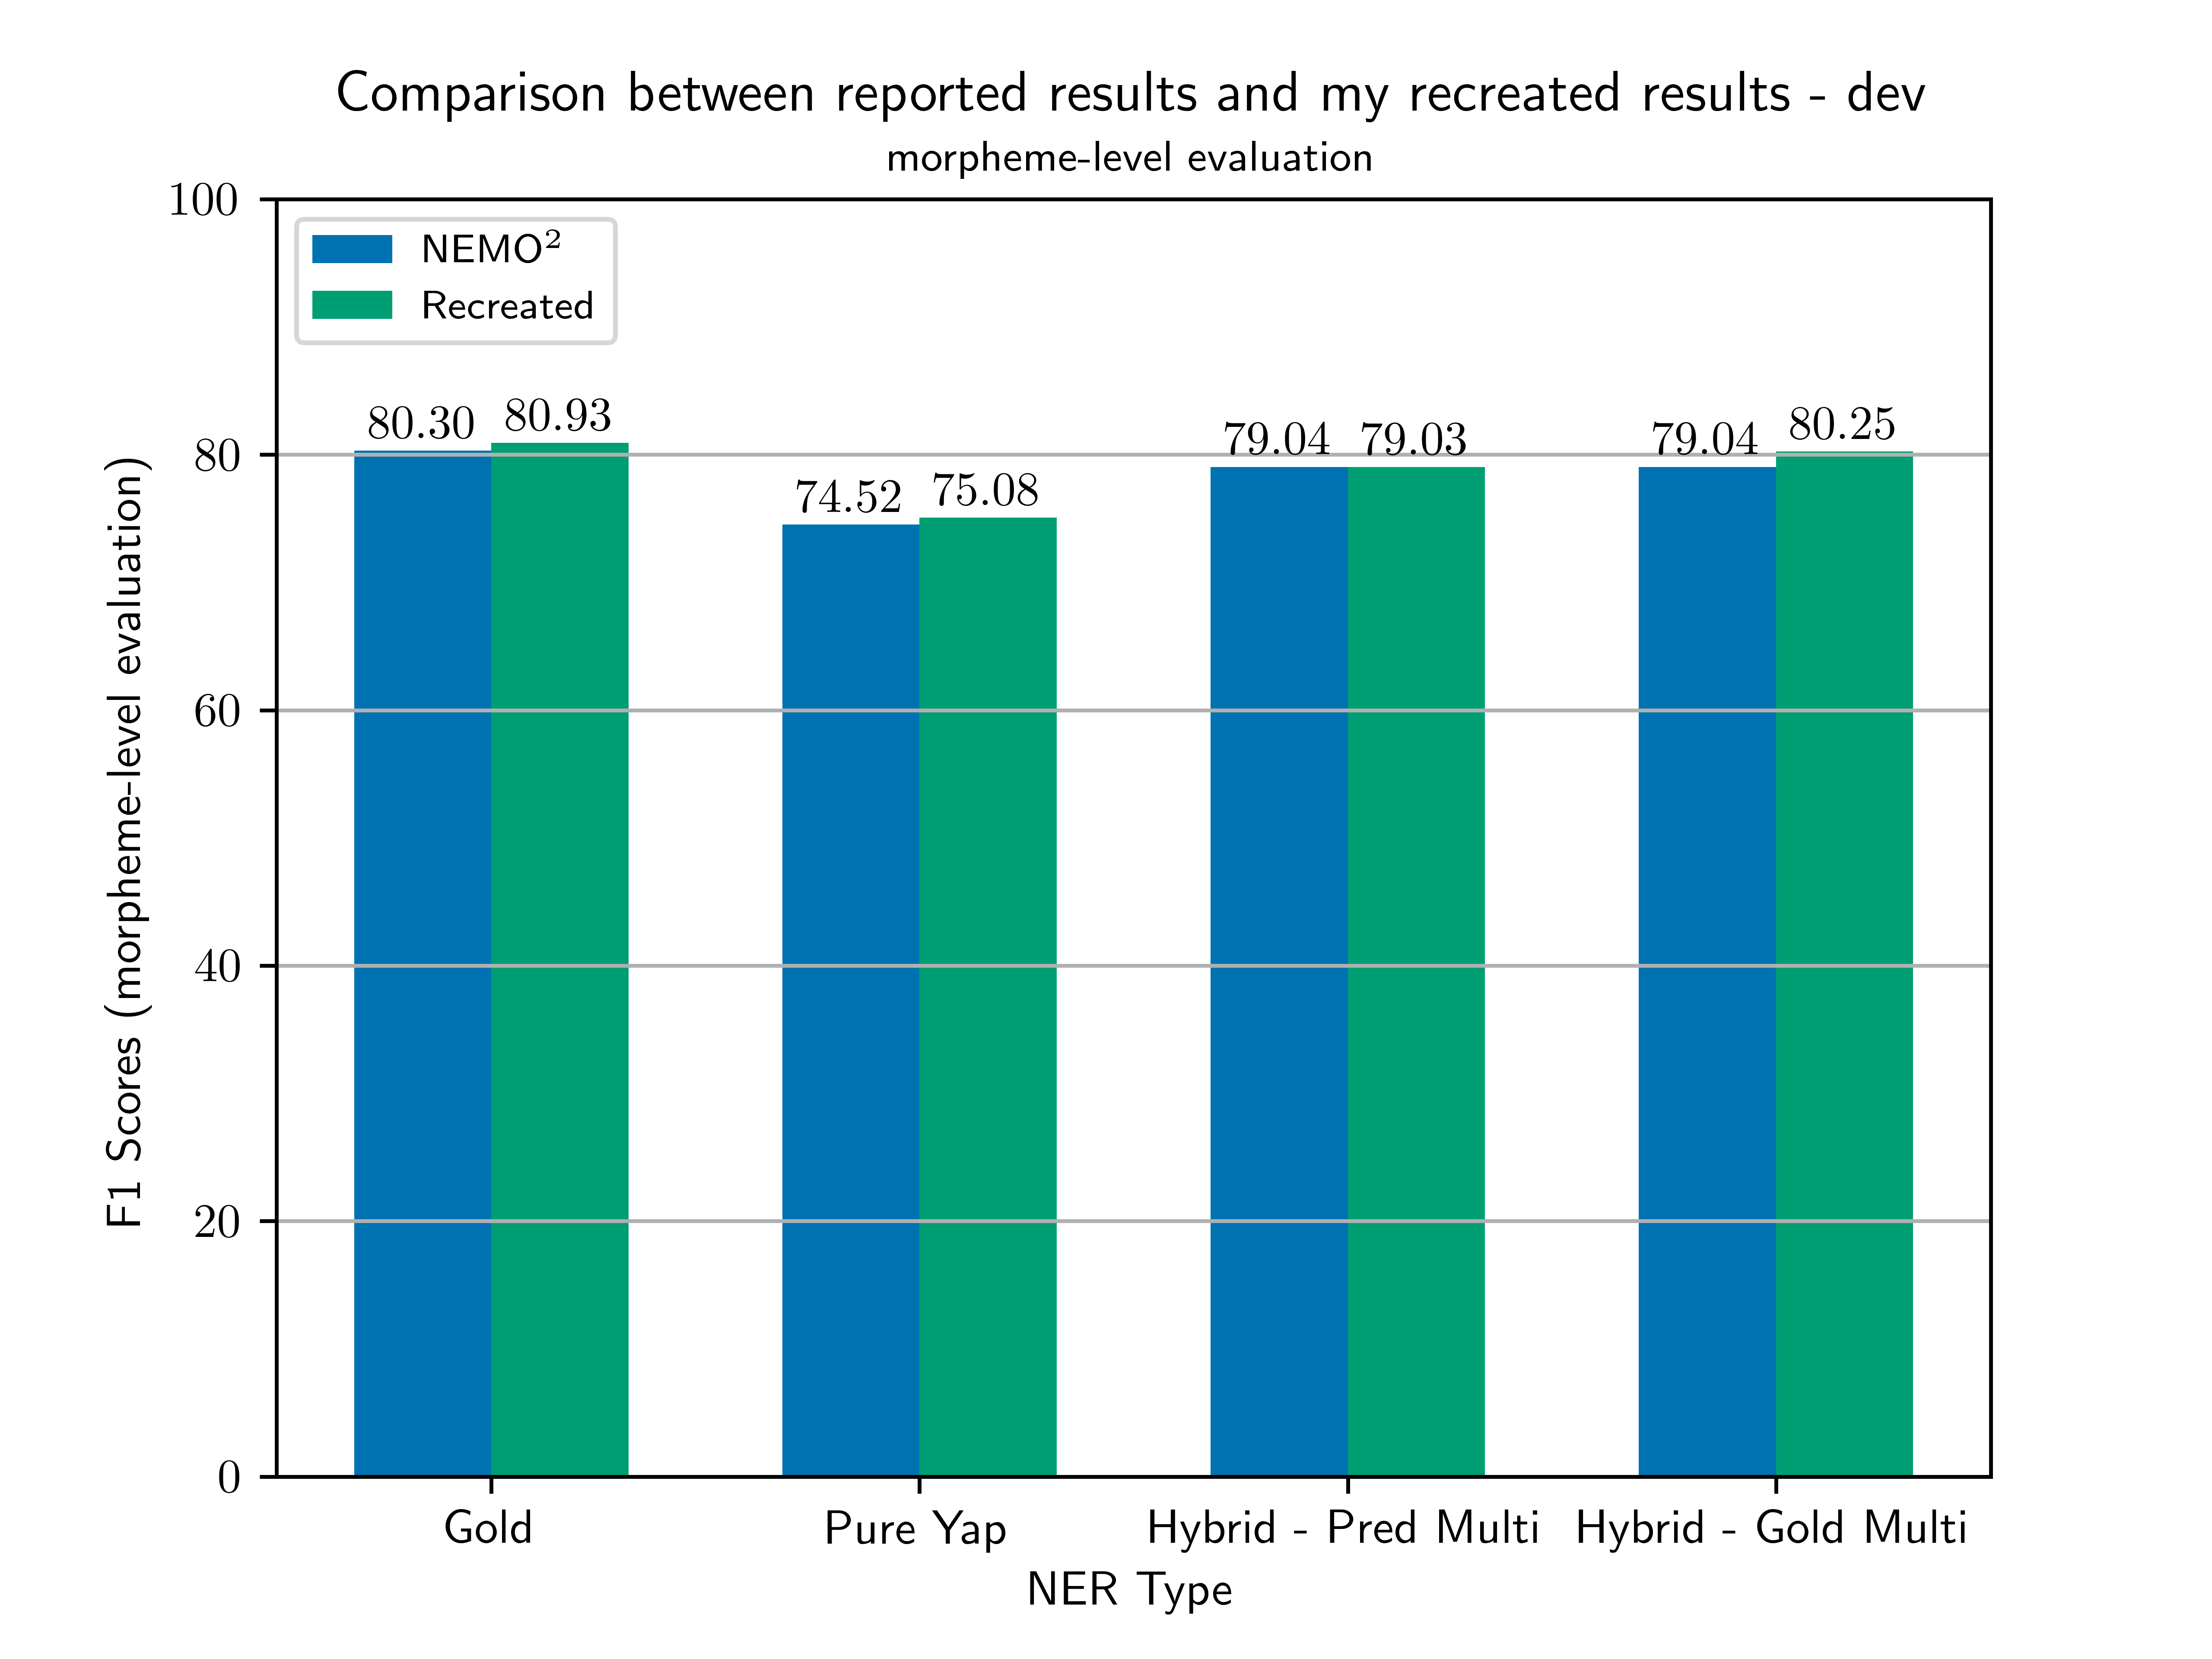 Comparison between reported results and my recreated results - dev
morpheme-level evaluation
NEMO²
Recreated
F1 Scores (morpheme-level evaluation)
100
80
60
40
20
0
80.30 80.93
74.52 75.08
79.04 79.03
79.04 80.25
Gold Pure Yap Hybrid - Pred Multi Hybrid - Gold Multi
NER Type